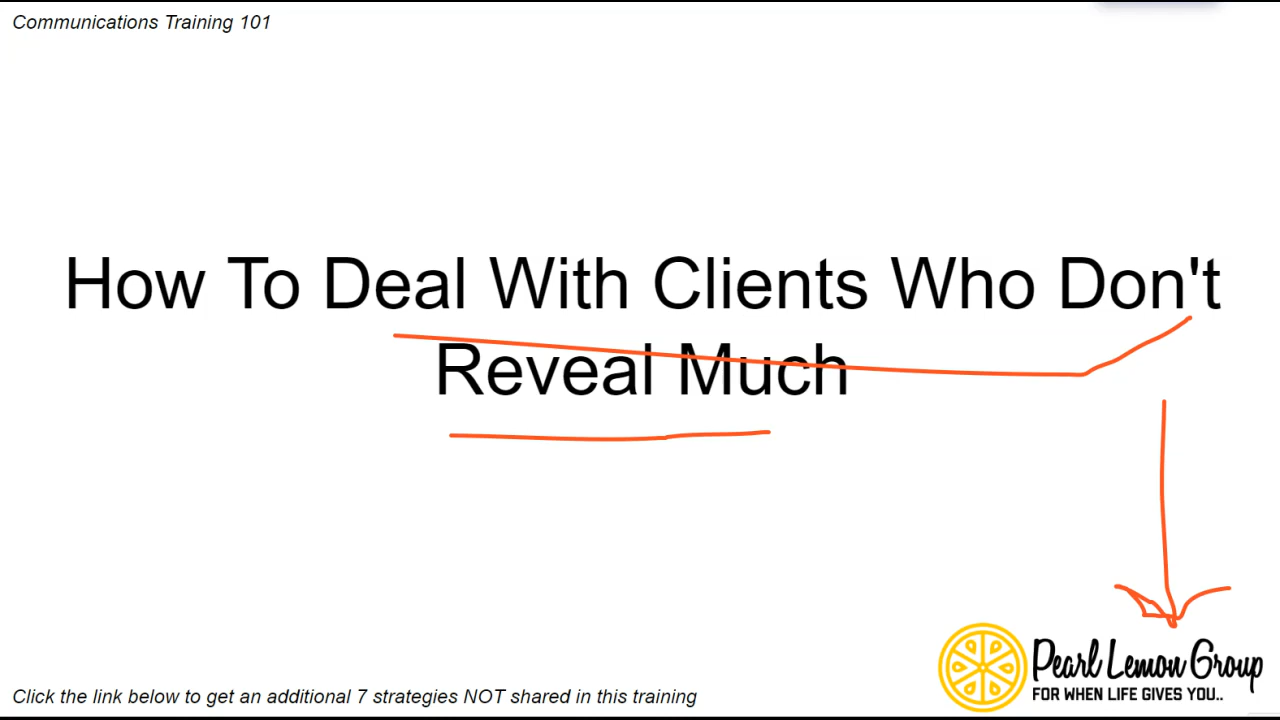 Communications Training 101
How To Deal With Clients Who Don't
Reveal Much
Pearl Lemon Group
FOR WHEN LIFE GIVES YOU..
Click the link below to get an additional 7 strategies NOT shared in this training